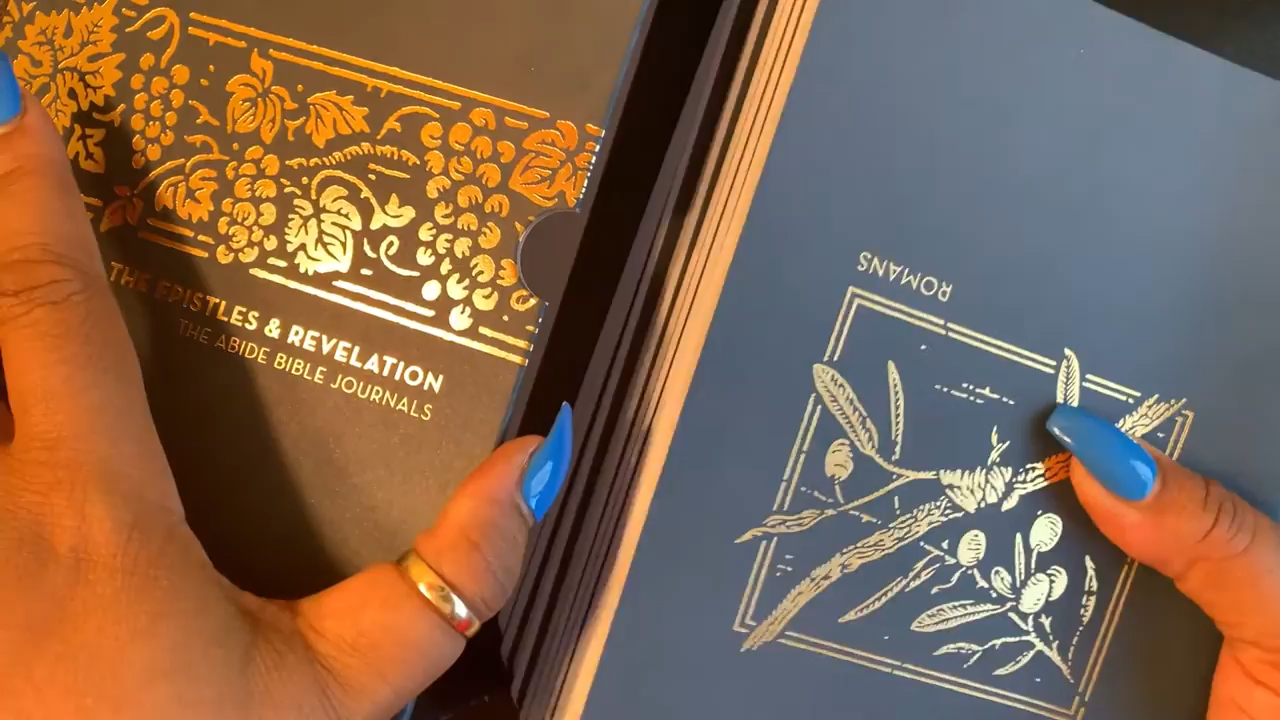 THE EPISTLES & REVELATION
THE ABIDE BIBLE JOURNALS
ROMANS